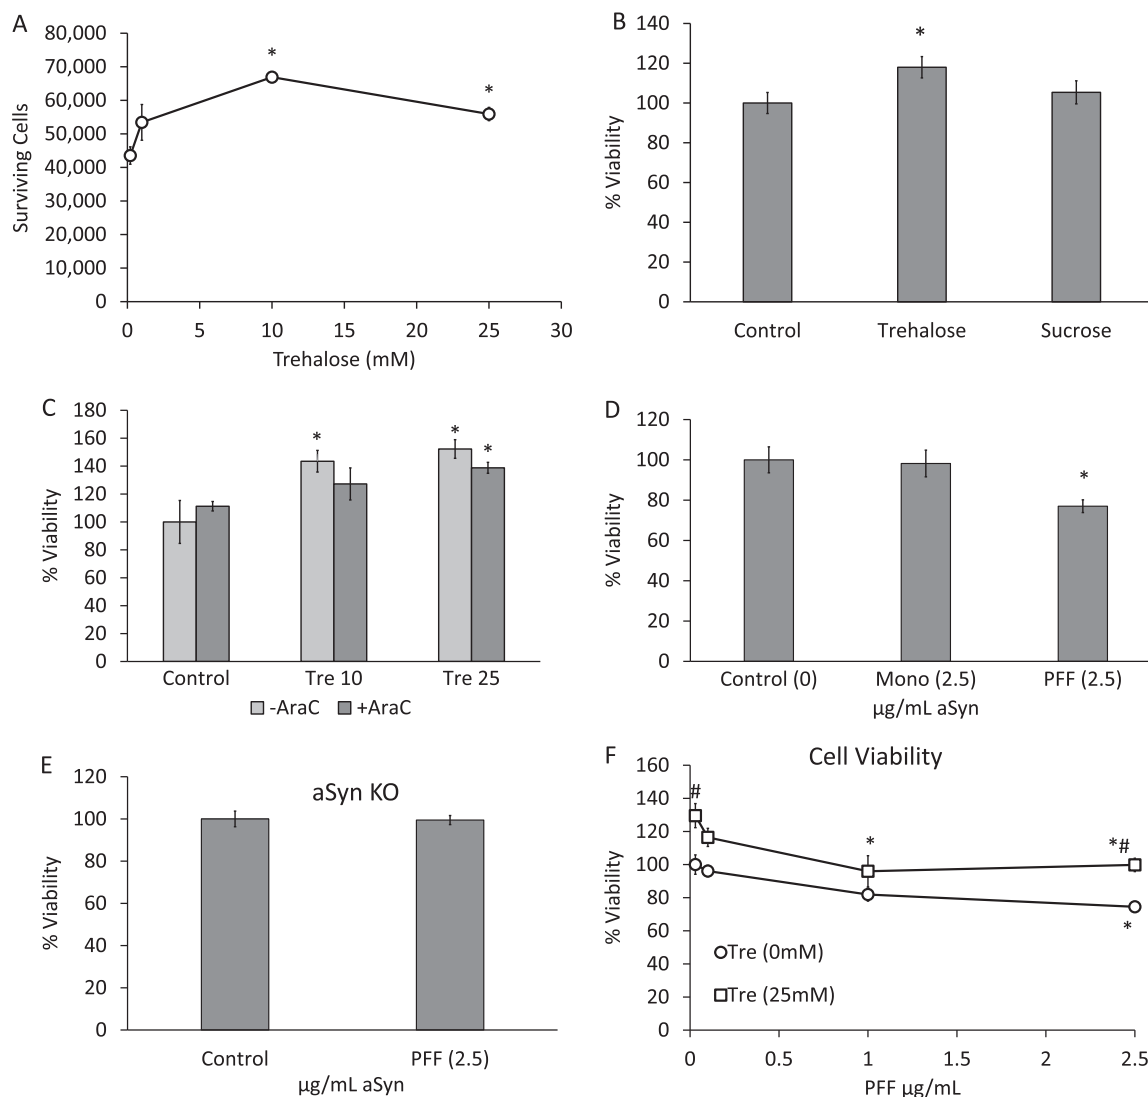 A
80,000
70,000
60,000
50,000
40,000
30,000
20,000
10,000
0
Surviving Cells
* *
0 5 10 15 20 25 30
Trehalose (mM)
B
140
120
100
80
60
40
20
0
% Viability
*
Control Trehalose Sucrose
C
180
160
140
120
100
80
60
40
20
0
% Viability
* * *
Control Tre 10 Tre 25
-AraC +AraC
D
120
100
80
60
40
20
0
% Viability
*
Control (0) Mono (2.5) PFF (2.5)
µg/mL aSyn
E
aSyn KO
120
100
80
60
40
20
0
% Viability
Control PFF (2.5)
µg/mL aSyn
F
Cell Viability
160
140
120
100
80
60
40
20
0
% Viability
# * *#
*
Tre (0mM)
Tre (25mM)
0 0.5 1 1.5 2 2.5
PFF µg/mL